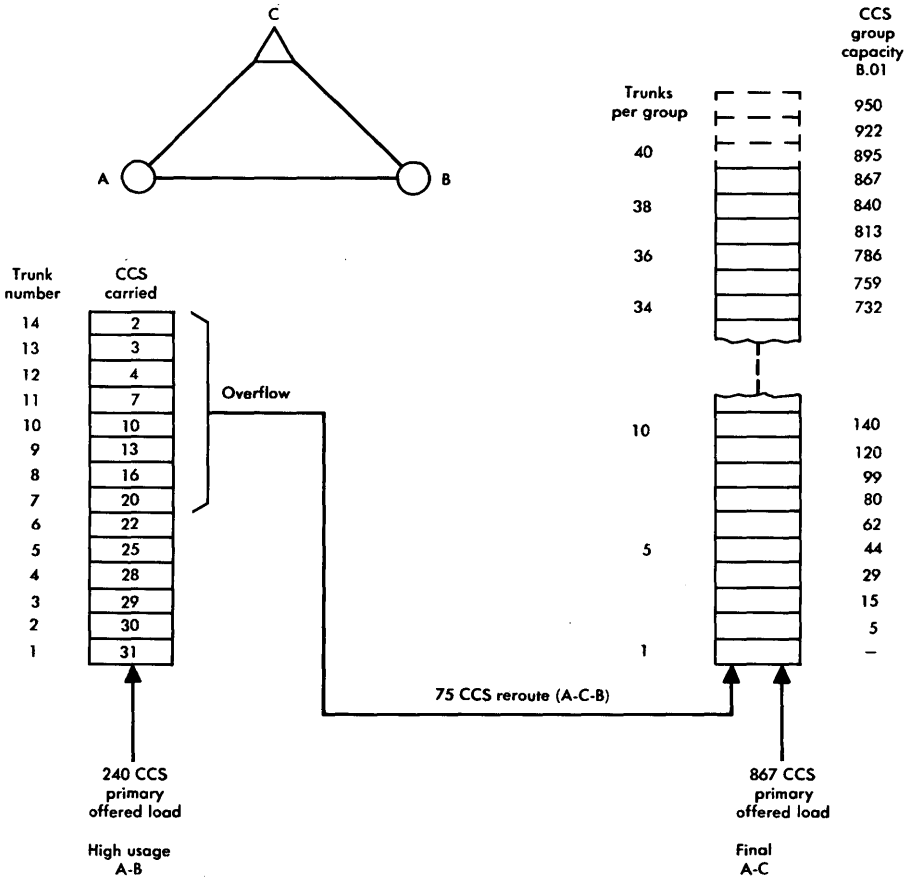 C
A
B
CCS
group
capacity
B.01
Trunks
per group
950
922
40
895
867
38
840
813
36
786
759
34
732
Trunk
number
CCS
carried
14
2
13
3
12
4
11
7
10
10
9
13
8
16
7
20
6
22
5
25
4
28
3
29
2
30
1
31
Overflow
10
140
120
99
80
62
5
44
29
15
5
1
–
75 CCS reroute (A-C-B)
240 CCS
primary
offered load
High usage
A-B
867 CCS
primary
offered load
Final
A-C